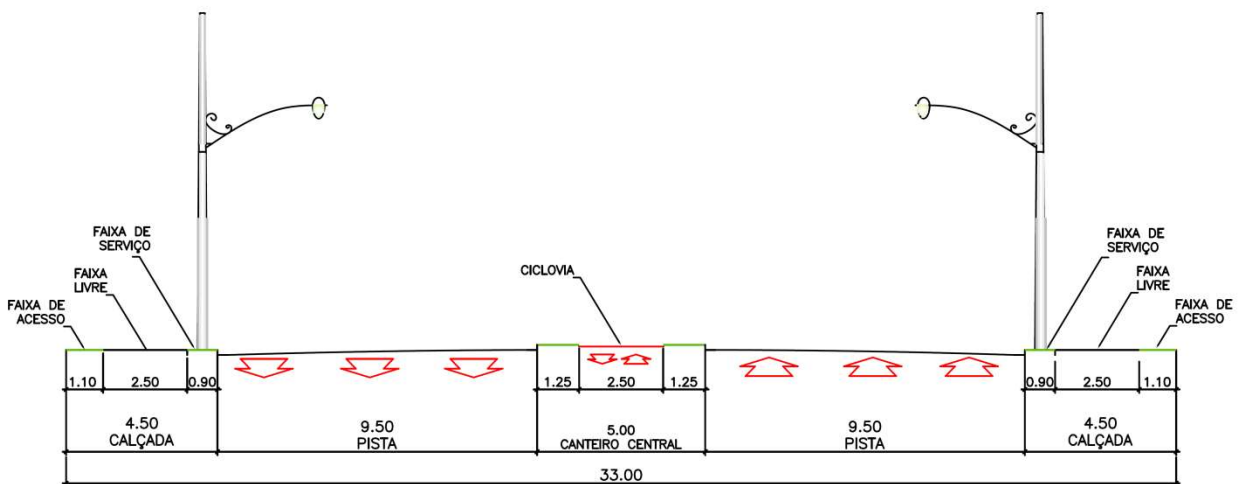 FAIXA DE
SERVIÇO
FAIXA
LIVRE
FAIXA DE
ACESSO
CICLOVIA
FAIXA DE
SERVIÇO
FAIXA
LIVRE
FAIXA DE
ACESSO
1.10 2.50 0.90 1.25 2.50 1.25 0.90 2.50 1.10
4.50
CALÇADA
9.50
PISTA
5.00
CANTEIRO CENTRAL
9.50
PISTA
4.50
CALÇADA
33.00